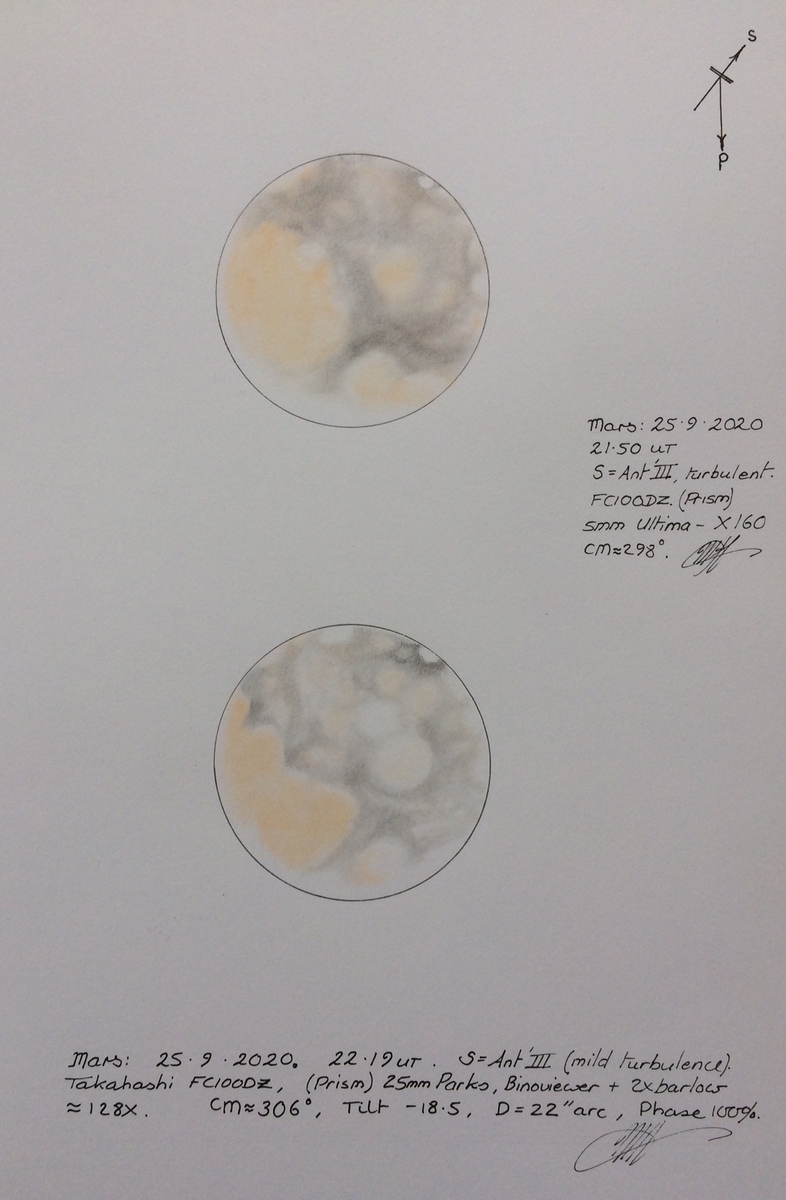 S
P
Mars: 25·9·2020
21·50 UT
S = Ant'III, turbulent.
FC100DZ. (Prism)
5mm Ultima - X160
CM≈298°.
Mars: 25·9·2020. 22·19 UT. S = Ant'III (mild turbulence).
Takahashi FC100DZ, (Prism) 25mm Parks, Binoviewer + 2xbarlow
≈128X. CM≈306°, Tilt -18·5, D=22"arc, Phase 100%.